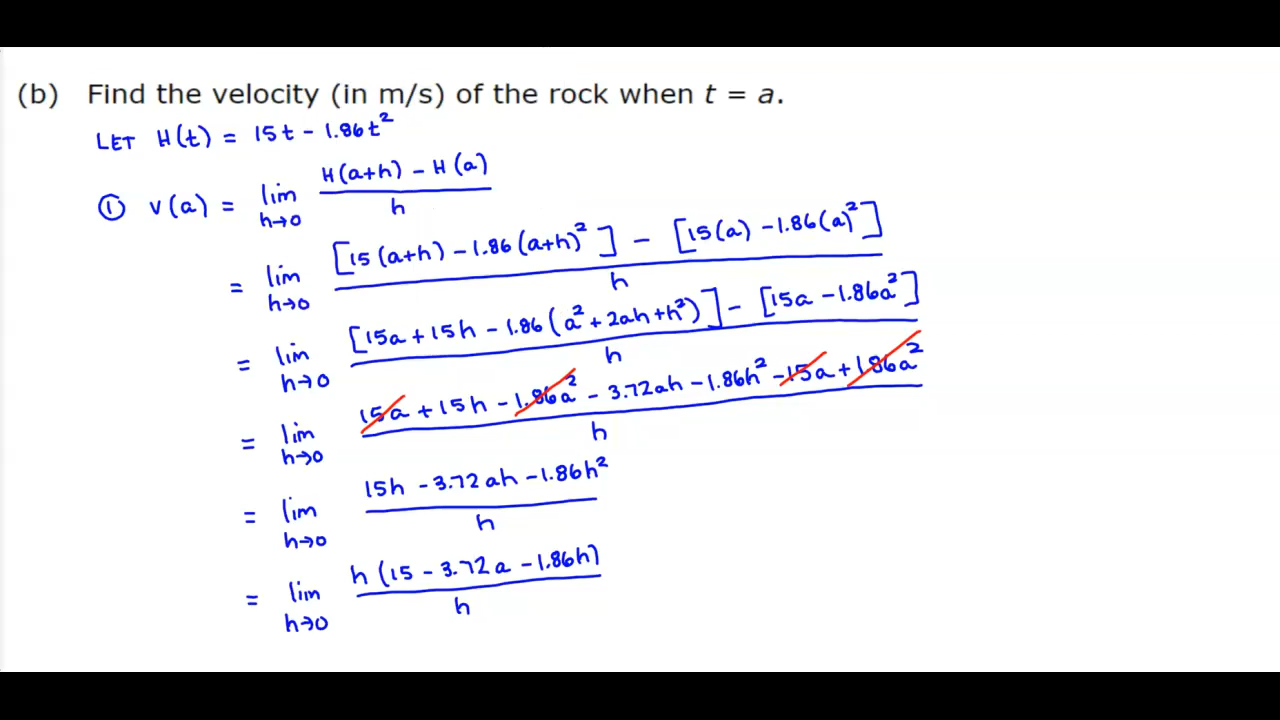 (b) Find the velocity (in m/s) of the rock when t = a.
LET H(t) = 15t - 1.86t²
① v(a) = lim h→0 H(a+h) - H(a) / h
= lim h→0 [15(a+h) - 1.86(a+h)²] - [15(a) - 1.86(a)²] / h
= lim h→0 [15a + 15h - 1.86(a² + 2ah + h²)] - [15a - 1.86a²] / h
= lim h→0 15a + 15h - 1.86a² - 3.72ah - 1.86h² - 15a + 1.86a² / h
= lim h→0 15h - 3.72ah - 1.86h² / h
= lim h→0 h(15 - 3.72a - 1.86h) / h